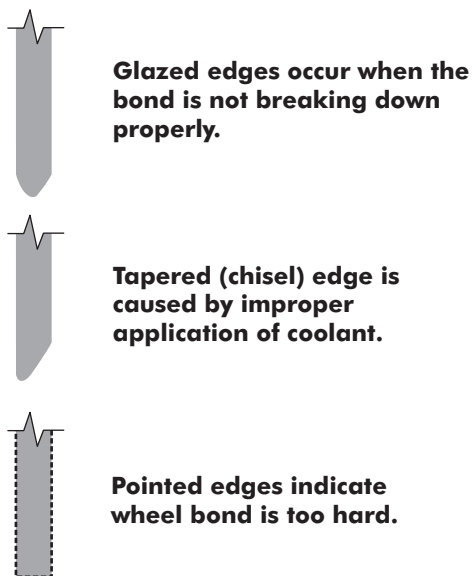 Glazed edges occur when the
bond is not breaking down
properly.
Tapered (chisel) edge is
caused by improper
application of coolant.
Pointed edges indicate
wheel bond is too hard.